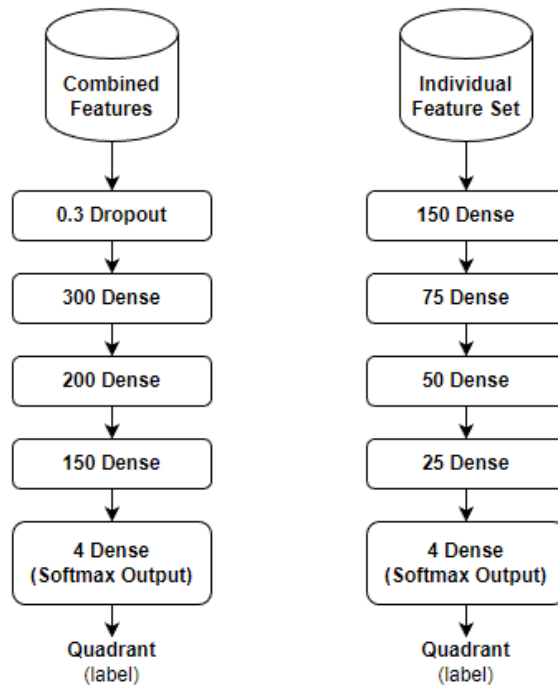 Combined
Features
0.3 Dropout
300 Dense
200 Dense
150 Dense
4 Dense
(Softmax Output)
Quadrant
(label)
Individual
Feature Set
150 Dense
75 Dense
50 Dense
25 Dense
4 Dense
(Softmax Output)
Quadrant
(label)